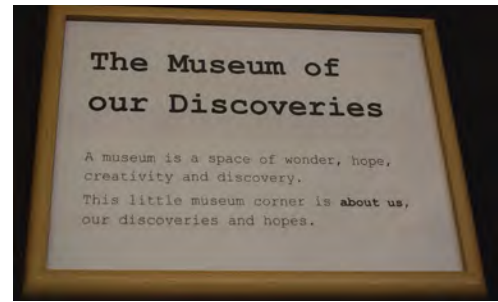 The Museum of
our Discoveries
A museum is a space of wonder, hope,
creativity and discovery.
This little museum corner is about us,
our discoveries and hopes.